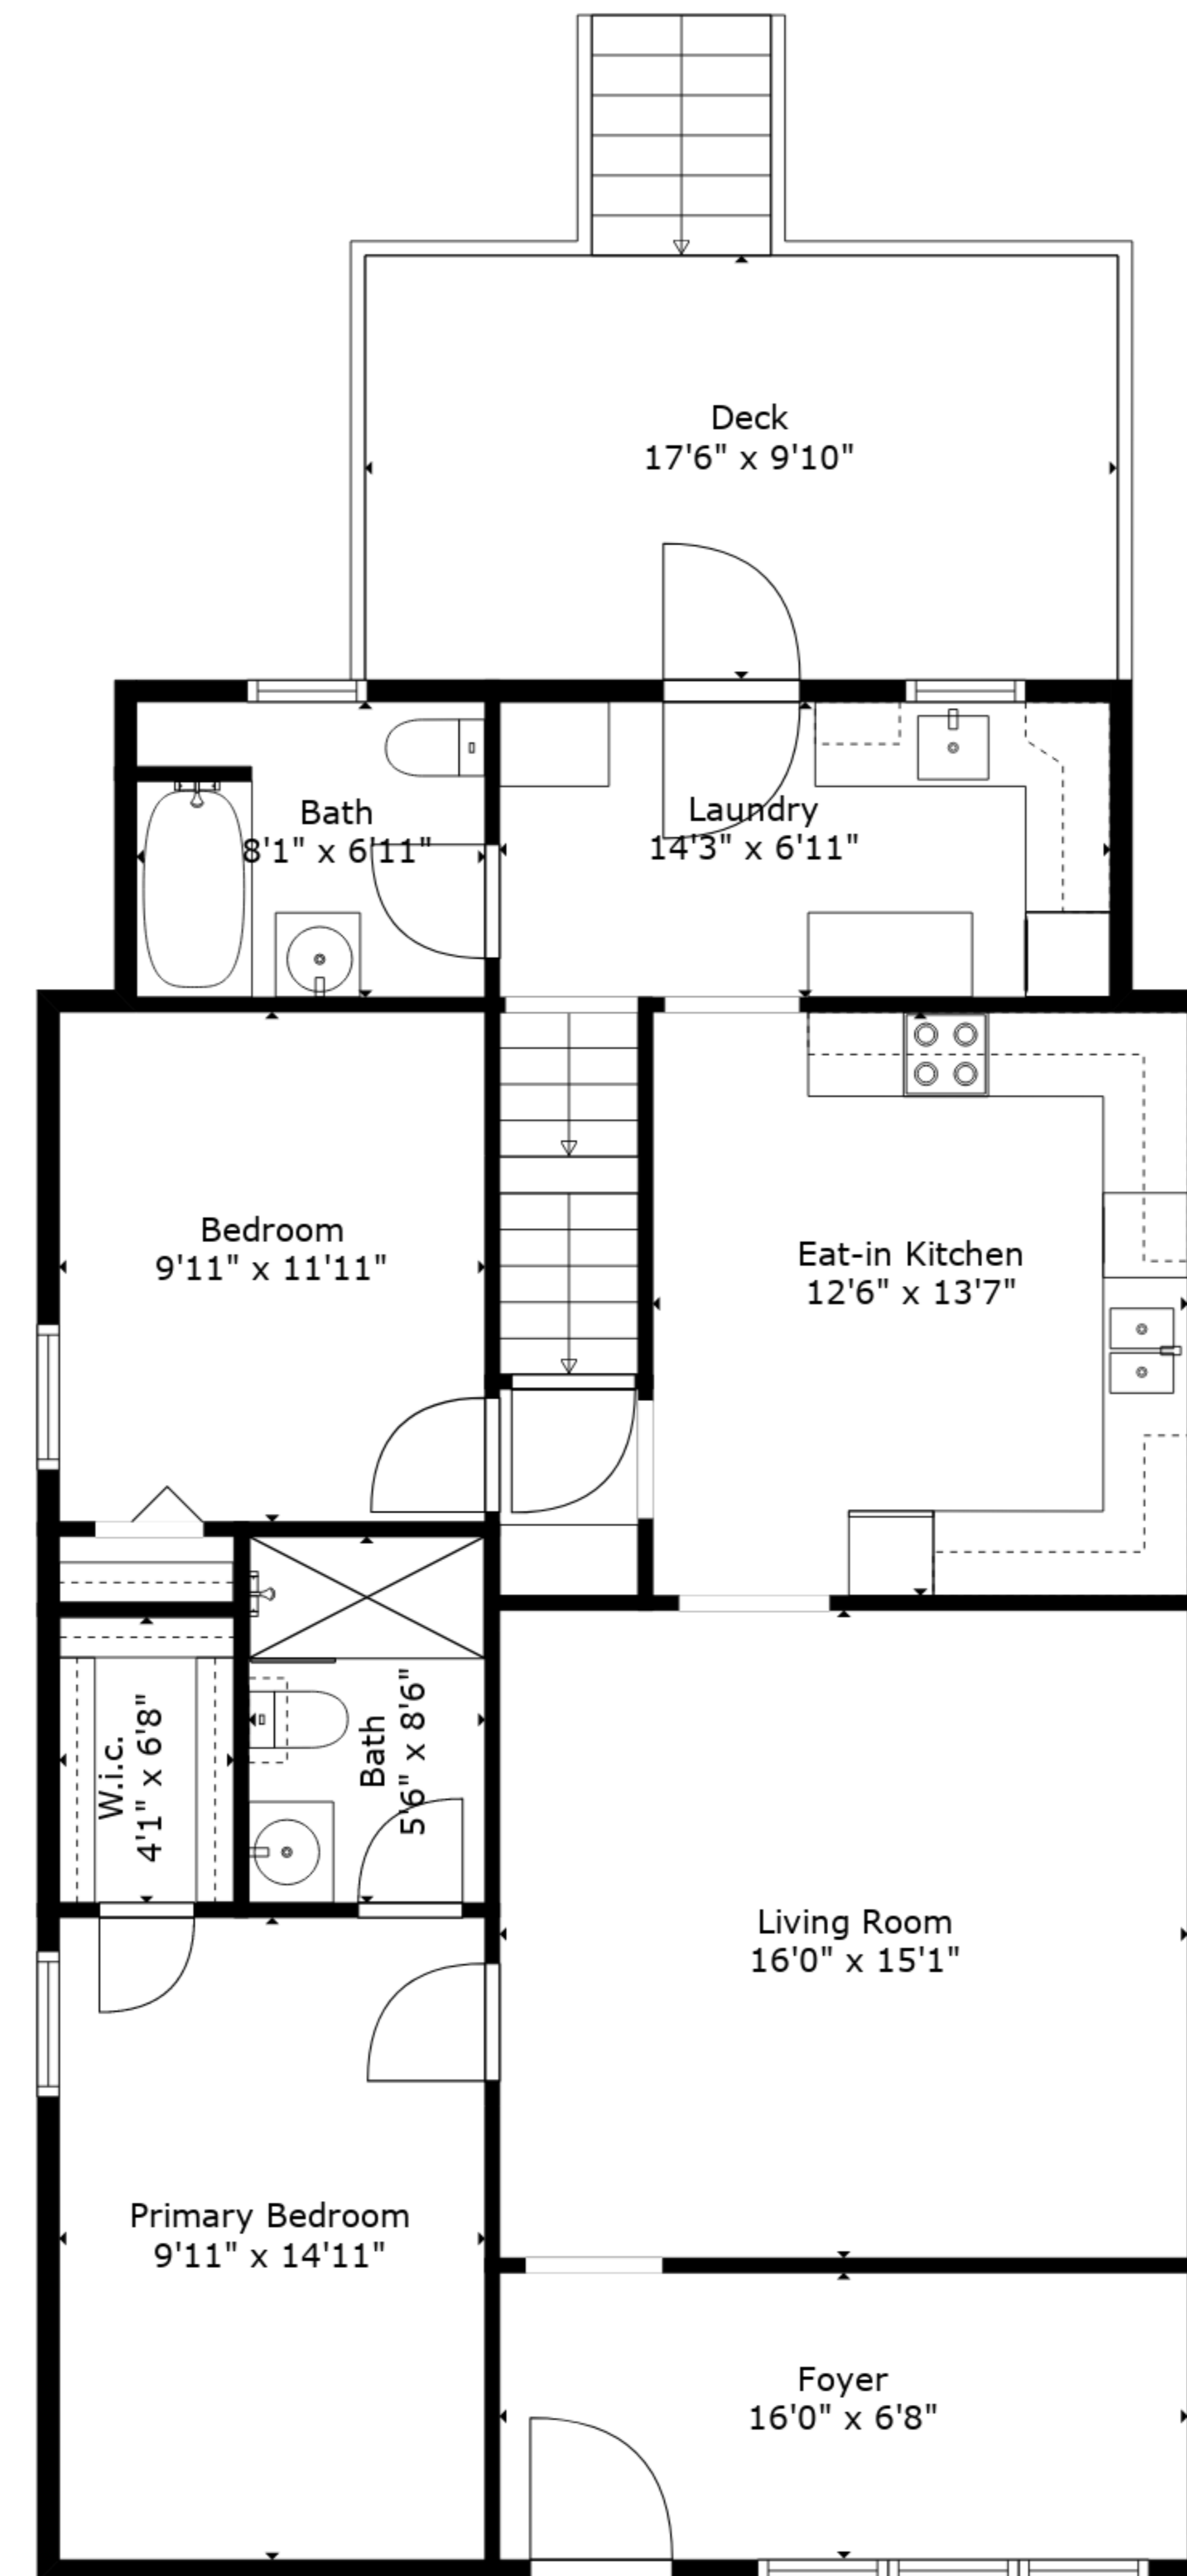 Deck
17'6" x 9'10"
Bath
8'1" x 6'11"
Laundry
14'3" x 6'11"
Bedroom
9'11" x 11'11"
Eat-in Kitchen
12'6" x 13'7"
W.i.c.
4'1" x 6'8"
Bath
5'6" x 8'6"
Living Room
16'0" x 15'1"
Primary Bedroom
9'11" x 14'11"
Foyer
16'0" x 6'8"